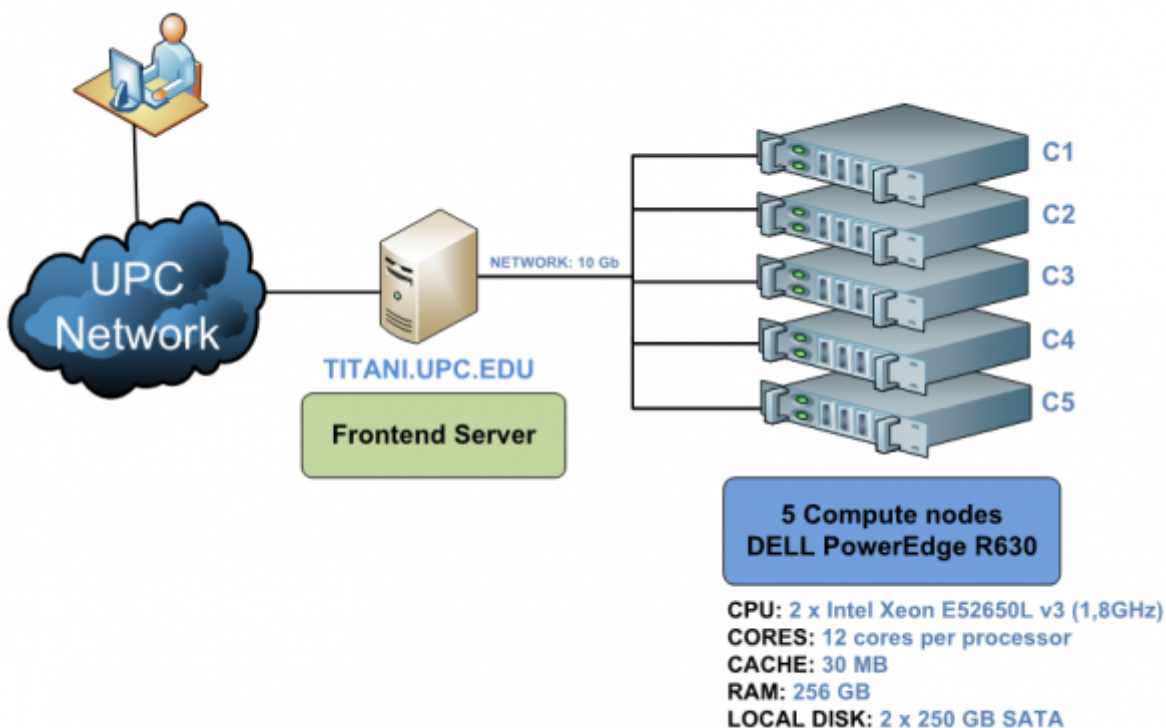 UPC
Network
NETWORK: 10 Gb
TITANI.UPC.EDU
Frontend Server
C1
C2
C3
C4
C5
5 Compute nodes
DELL PowerEdge R630
CPU: 2 x Intel Xeon E52650L v3 (1,8GHz)
CORES: 12 cores per processor
CACHE: 30 MB
RAM: 256 GB
LOCAL DISK: 2 x 250 GB SATA